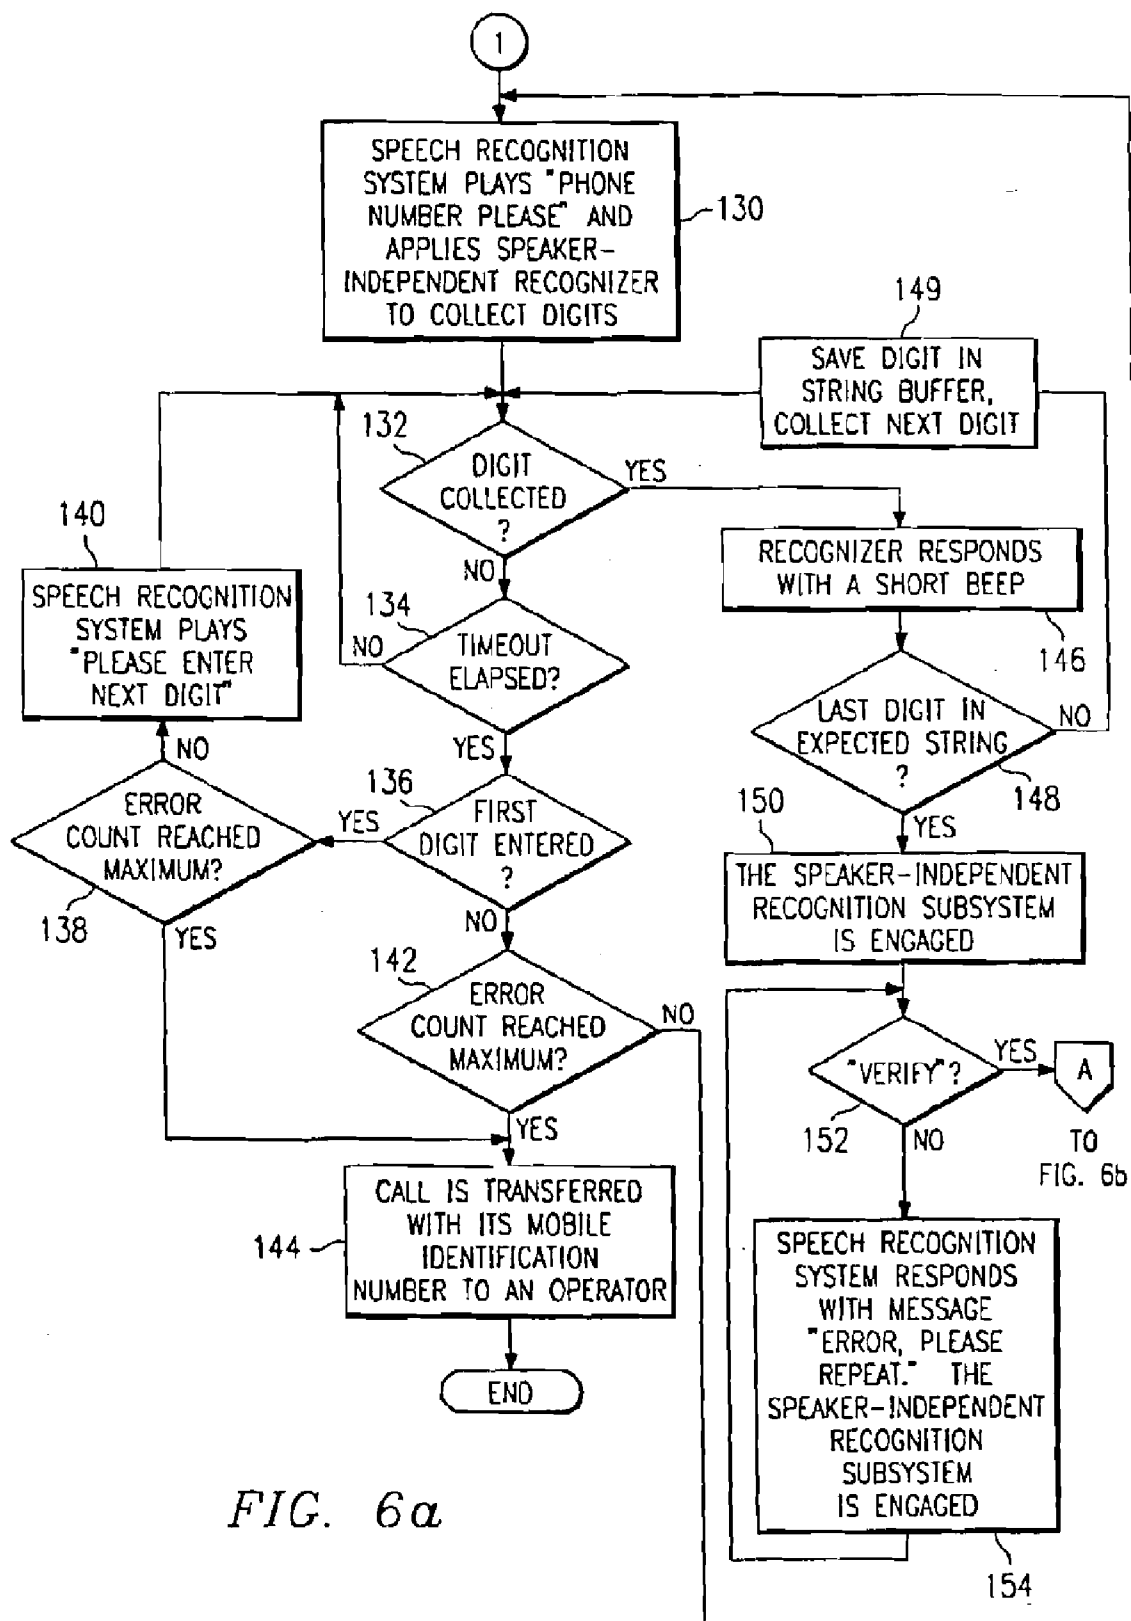 1
SPEECH RECOGNITION
SYSTEM PLAYS "PHONE
NUMBER PLEASE" AND
APPLIES SPEAKER-
INDEPENDENT RECOGNIZER
TO COLLECT DIGITS
130
149
SAVE DIGIT IN
STRING BUFFER,
COLLECT NEXT DIGIT
132
DIGIT
COLLECTED
?
YES
NO
140
SPEECH RECOGNITION
SYSTEM PLAYS
"PLEASE ENTER
NEXT DIGIT"
134
TIMEOUT
ELAPSED?
NO
YES
RECOGNIZER RESPONDS
WITH A SHORT BEEP
146
LAST DIGIT IN
EXPECTED STRING
?
NO
148
YES
NO
ERROR
COUNT REACHED
MAXIMUM?
138
YES
136
FIRST
DIGIT ENTERED
?
YES
NO
150
THE SPEAKER-INDEPENDENT
RECOGNITION SUBSYSTEM
IS ENGAGED
142
ERROR
COUNT REACHED
MAXIMUM?
NO
YES
"VERIFY"?
YES
A
TO
FIG. 6b
152
NO
144
CALL IS TRANSFERRED
WITH ITS MOBILE
IDENTIFICATION
NUMBER TO AN OPERATOR
END
SPEECH RECOGNITION
SYSTEM RESPONDS
WITH MESSAGE
"ERROR, PLEASE
REPEAT." THE
SPEAKER-INDEPENDENT
RECOGNITION
SUBSYSTEM
IS ENGAGED
154
FIG. 6a